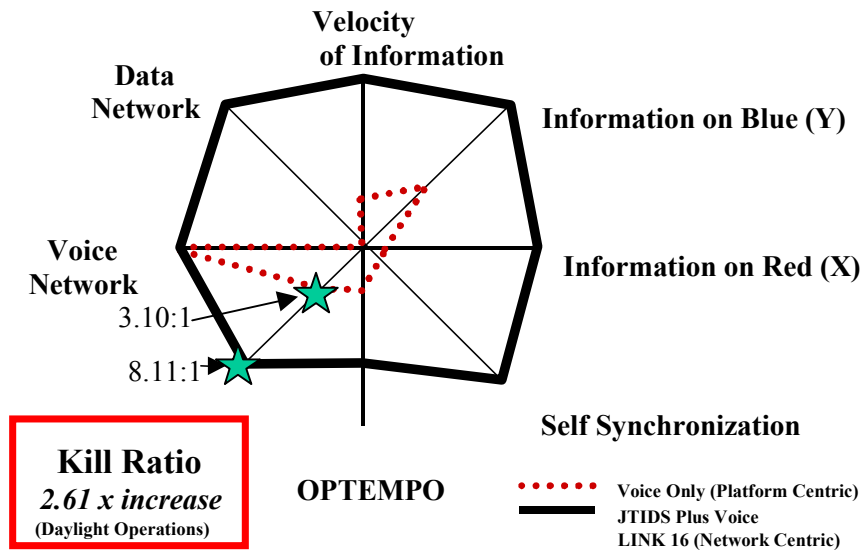 Velocity
of Information
Data
Network
Information on Blue (Y)
Voice
Network
Information on Red (X)
3.10:1
8.11:1
Self Synchronization
Kill Ratio
2.61 x increase
(Daylight Operations)
OPTEMPO
Voice Only (Platform Centric)
JTIDS Plus Voice
LINK 16 (Network Centric)